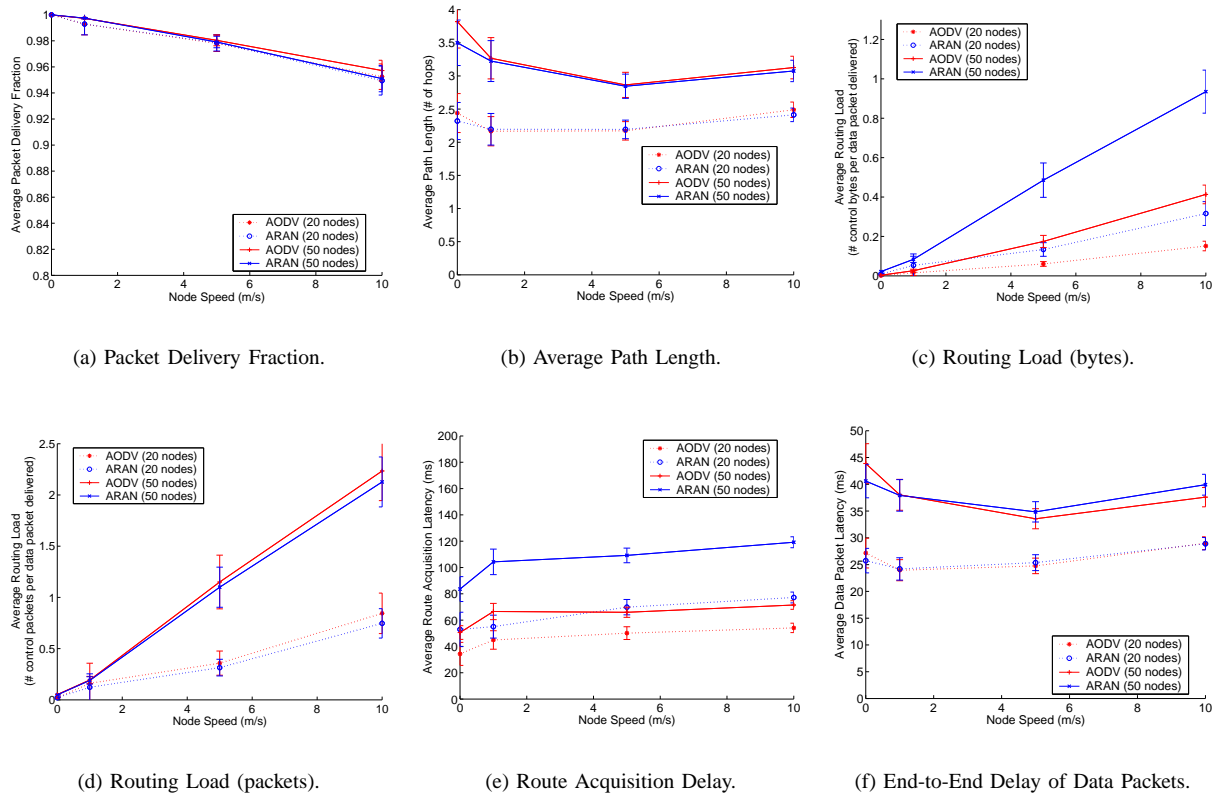 1
0.98
0.96
0.94
0.92
0.9
0.88
0.86
0.84
0.82
0.8
0 2 4 6 8 10
Node Speed (m/s)
Average Packet Delivery Fraction
AODV (20 nodes)
ARAN (20 nodes)
AODV (50 nodes)
ARAN (50 nodes)
(a) Packet Delivery Fraction.
4
3.5
3
2.5
2
1.5
1
0.5
0
0 2 4 6 8 10
Node Speed (m/s)
Average Path Length (# of hops)
AODV (20 nodes)
ARAN (20 nodes)
AODV (50 nodes)
ARAN (50 nodes)
(b) Average Path Length.
1.2
1
0.8
0.6
0.4
0.2
0
0 2 4 6 8 10
Node Speed (m/s)
Average Routing Load
(# control bytes per data packet delivered)
AODV (20 nodes)
ARAN (20 nodes)
AODV (50 nodes)
ARAN (50 nodes)
(c) Routing Load (bytes).
2.5
2
1.5
1
0.5
0
0 2 4 6 8 10
Node Speed (m/s)
Average Routing Load
(# control packets per data packet delivered)
AODV (20 nodes)
ARAN (20 nodes)
AODV (50 nodes)
ARAN (50 nodes)
(d) Routing Load (packets).
200
180
160
140
120
100
80
60
40
20
0
0 2 4 6 8 10
Node Speed (m/s)
Average Route Acquisition Latency (ms)
AODV (20 nodes)
ARAN (20 nodes)
AODV (50 nodes)
ARAN (50 nodes)
(e) Route Acquisition Delay.
50
45
40
35
30
25
20
15
10
5
0
0 2 4 6 8 10
Node Speed (m/s)
Average Data Packet Latency (ms)
AODV (20 nodes)
ARAN (20 nodes)
AODV (50 nodes)
ARAN (50 nodes)
(f) End-to-End Delay of Data Packets.